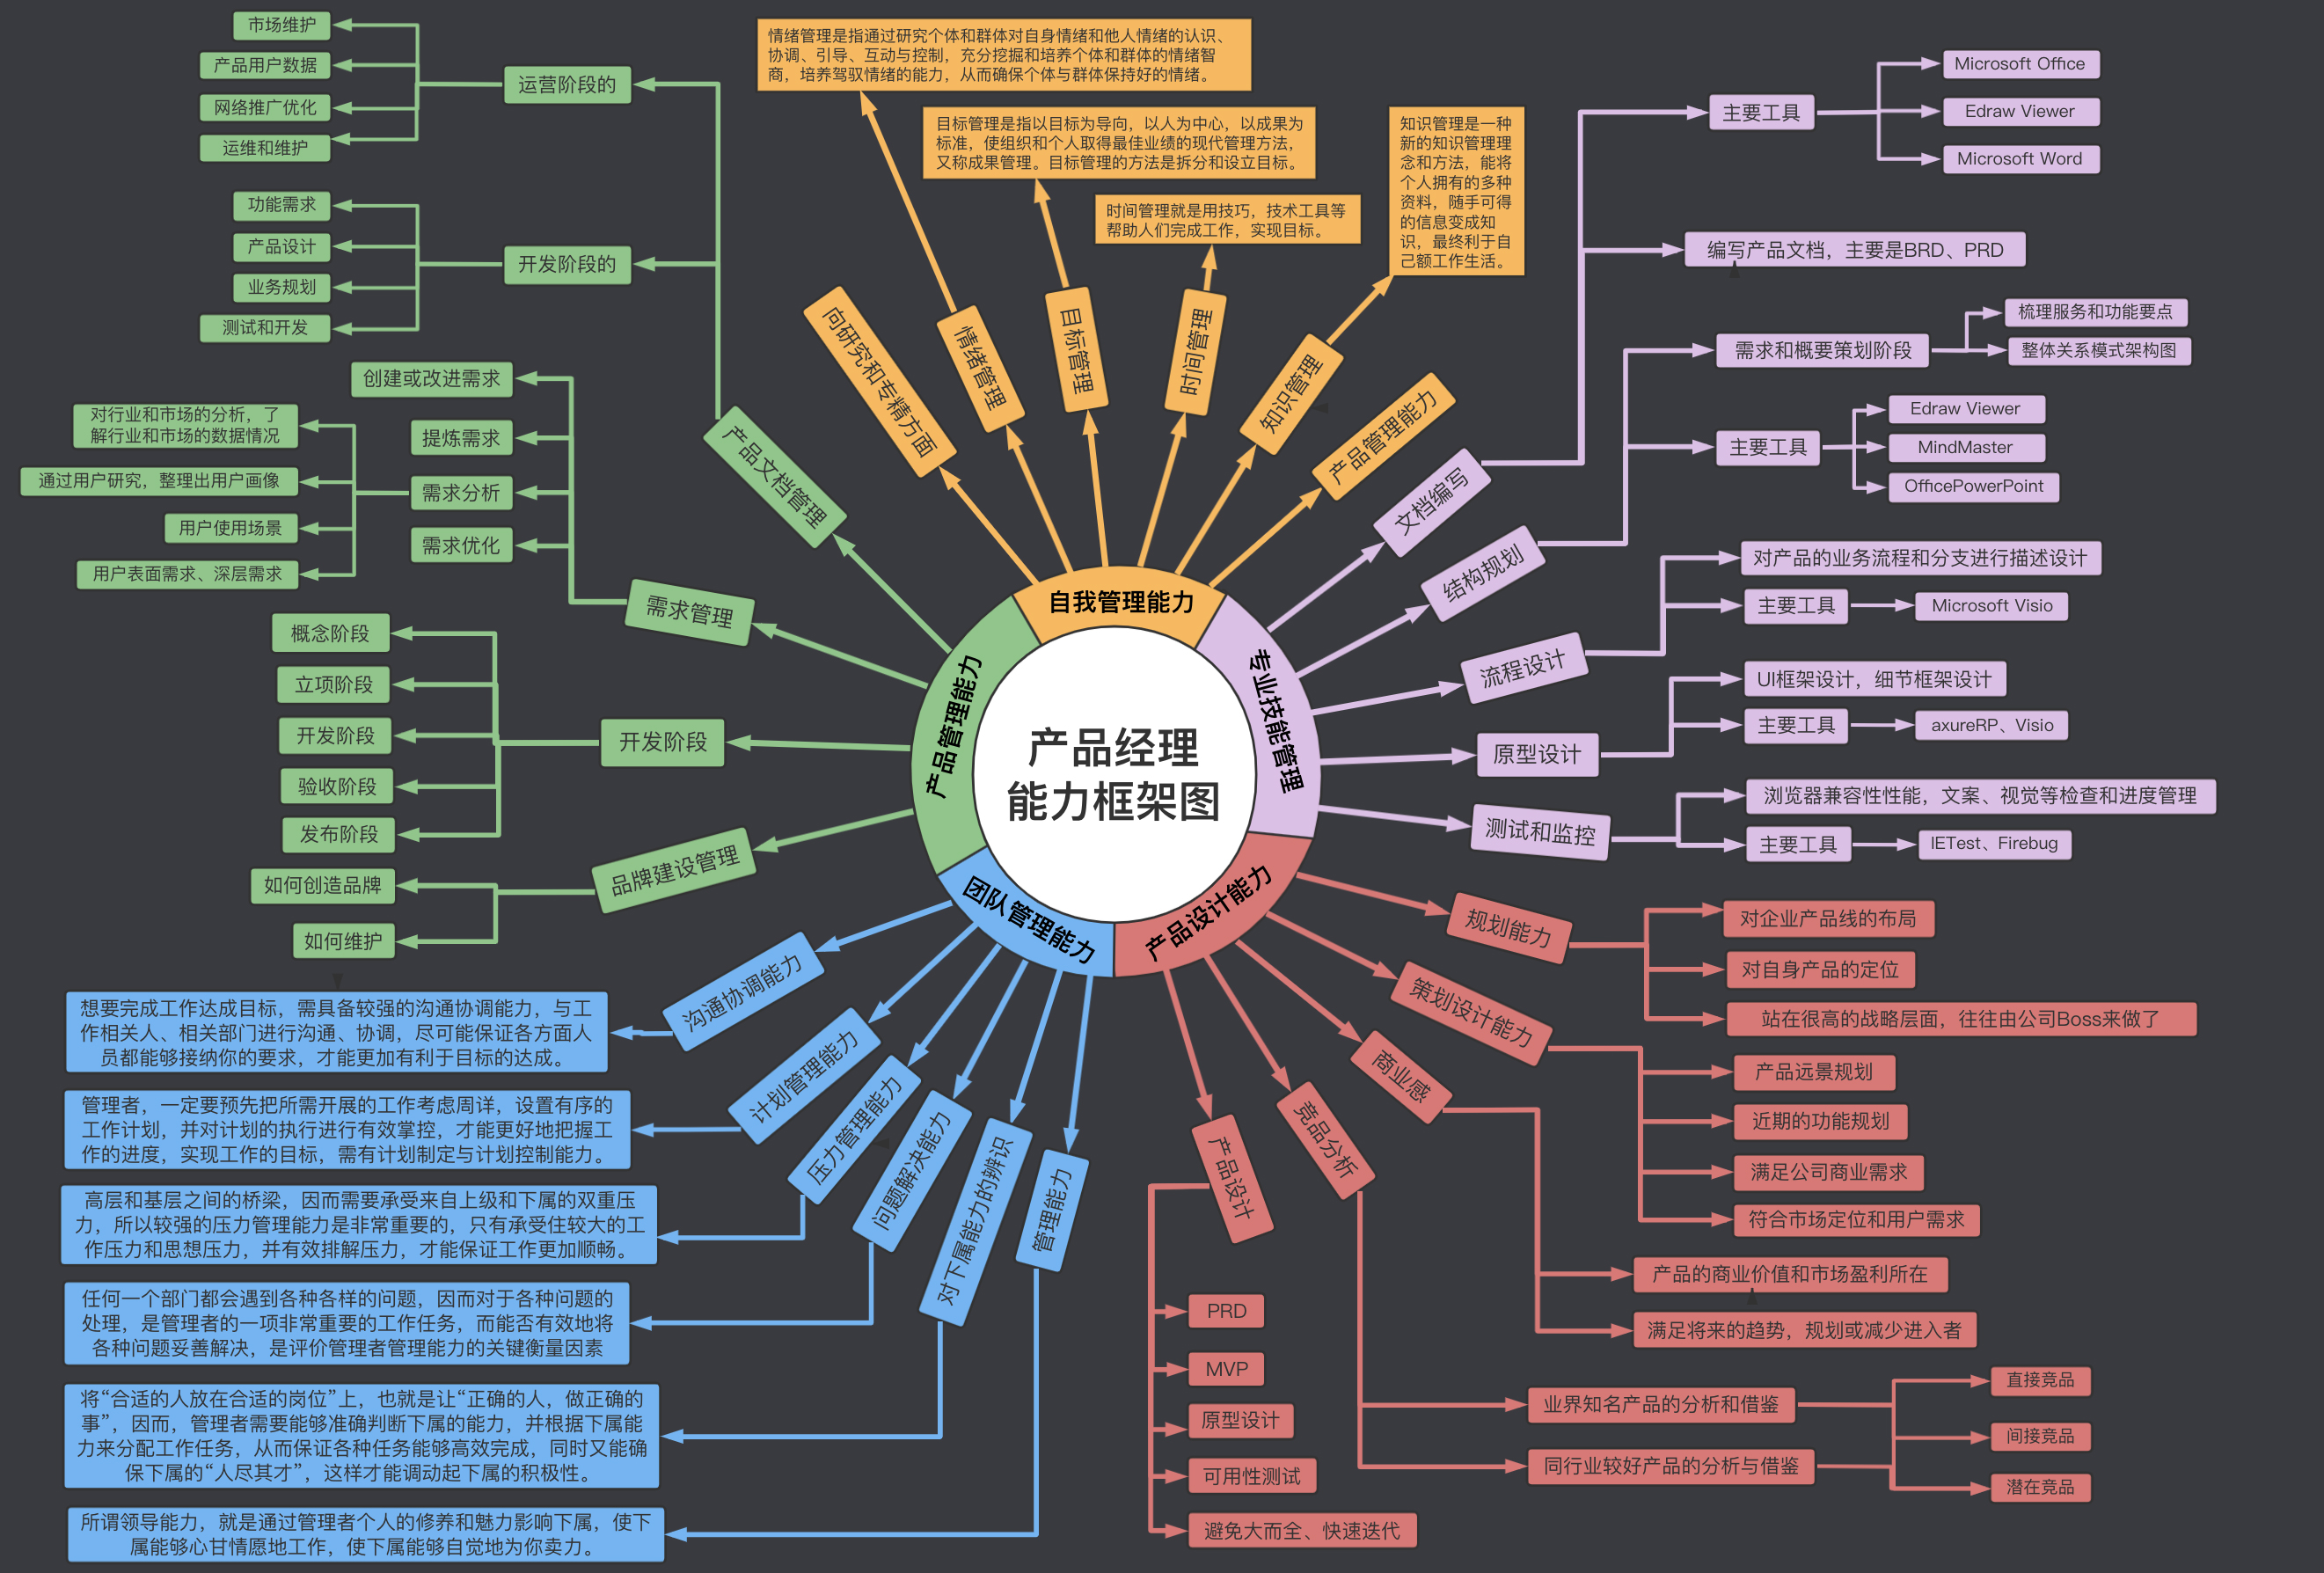 产品经理
能力框架图
自我管理能力
向研究和专精方面
情绪管理
情绪管理是指通过研究个体和群体对自身情绪和他人情绪的认识、
协调、引导、互动与控制，充分挖掘和培养个体和群体的情绪智
商，培养驾驭情绪的能力，从而确保个体与群体保持好的情绪。
目标管理
目标管理是指以目标为导向，以人为中心，以成果为
标准，使组织和个人取得最佳业绩的现代管理方法，
又称成果管理。目标管理的方法是拆分和设立目标。
时间管理
时间管理就是用技巧，技术工具等
帮助人们完成工作，实现目标。
知识管理
知识管理是一种
新的知识管理理
念和方法，能将
个人拥有的多种
资料，随手可得
的信息变成知
识，最终利于自
己额工作生活。
产品管理能力
专业技能管理
文档编写
主要工具
Microsoft Office
Edraw Viewer
Microsoft Word
编写产品文档，主要是BRD、PRD
结构规划
需求和概要策划阶段
梳理服务和功能要点
整体关系模式架构图
主要工具
Edraw Viewer
MindMaster
OfficePowerPoint
流程设计
对产品的业务流程和分支进行描述设计
主要工具
Microsoft Visio
原型设计
UI框架设计，细节框架设计
主要工具
axureRP、Visio
测试和监控
浏览器兼容性性能，文案、视觉等检查和进度管理
主要工具
IETest、Firebug
产品设计能力
规划能力
对企业产品线的布局
对自身产品的定位
站在很高的战略层面，往往由公司Boss来做了
策划设计能力
产品远景规划
近期的功能规划
满足公司商业需求
符合市场定位和用户需求
商业感
产品的商业价值和市场盈利所在
满足将来的趋势，规划或减少进入者
竞品分析
业界知名产品的分析和借鉴
同行业较好产品的分析与借鉴
直接竞品
间接竞品
潜在竞品
产品设计
PRD
MVP
原型设计
可用性测试
避免大而全、快速迭代
团队管理能力
沟通协调能力
想要完成工作达成目标，需具备较强的沟通协调能力，与工
作相关人、相关部门进行沟通、协调，尽可能保证各方面人
员都能够接纳你的要求，才能更加有利于目标的达成。
计划管理能力
管理者，一定要预先把所需开展的工作考虑周详，设置有序的
工作计划，并对计划的执行进行有效掌控，才能更好地把握工
作的进度，实现工作的目标，需有计划制定与计划控制能力。
压力管理能力
高层和基层之间的桥梁，因而需要承受来自上级和下属的双重压
力，所以较强的压力管理能力是非常重要的，只有承受住较大的工
作压力和思想压力，并有效排解压力，才能保证工作更加顺畅。
问题解决能力
任何一个部门都会遇到各种各样的问题，因而对于各种问题的
处理，是管理者的一项非常重要的工作任务，而能否有效地将
各种问题妥善解决，是评价管理者管理能力的关键衡量因素
对下属能力的辨识
将“合适的人放在合适的岗位”上，也就是让“正确的人，做正确的
事”，因而，管理者需要能够准确判断下属的能力，并根据下属能
力来分配工作任务，从而保证各种任务能够高效完成，同时又能确
保下属的“人尽其才”，这样才能调动起下属的积极性。
管理能力
所谓领导能力，就是通过管理者个人的修养和魅力影响下属，使下
属能够心甘情愿地工作，使下属能够自觉地为你卖力。
产品管理能力
产品文档管理
运营阶段的
市场维护
产品用户数据
网络推广优化
运维和维护
开发阶段的
功能需求
产品设计
业务规划
测试和开发
需求管理
创建或改进需求
提炼需求
需求分析
对行业和市场的分析，了
解行业和市场的数据情况
通过用户研究，整理出用户画像
用户使用场景
用户表面需求、深层需求
需求优化
开发阶段
概念阶段
立项阶段
开发阶段
验收阶段
发布阶段
品牌建设管理
如何创造品牌
如何维护